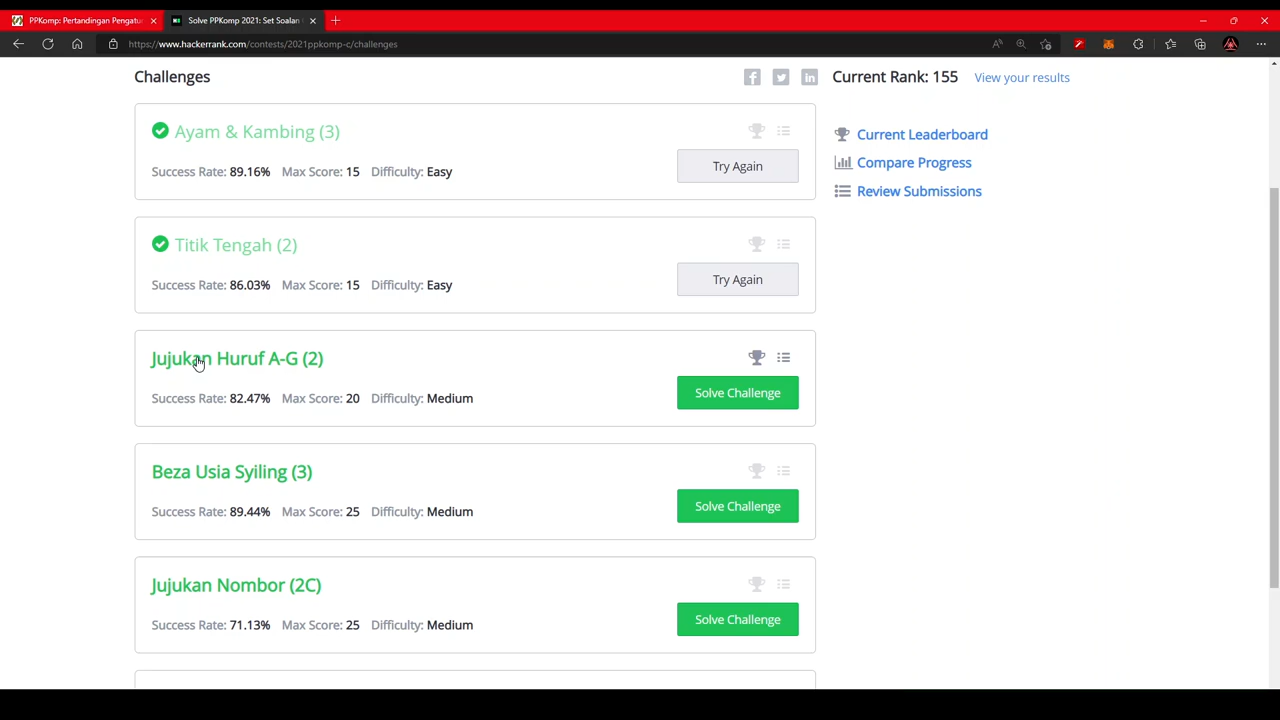 PPKomp: Pertandingan Pengatu
Solve PPKomp 2021: Set Soalan
https://www.hackerrank.com/contests/2021ppkomp-c/challenges
Challenges
Current Rank: 155 View your results
Ayam & Kambing (3)
Success Rate: 89.16% Max Score: 15 Difficulty: Easy
Try Again
Current Leaderboard
Compare Progress
Review Submissions
Titik Tengah (2)
Success Rate: 86.03% Max Score: 15 Difficulty: Easy
Try Again
Jujukan Huruf A-G (2)
Success Rate: 82.47% Max Score: 20 Difficulty: Medium
Solve Challenge
Beza Usia Syiling (3)
Success Rate: 89.44% Max Score: 25 Difficulty: Medium
Solve Challenge
Jujukan Nombor (2C)
Success Rate: 71.13% Max Score: 25 Difficulty: Medium
Solve Challenge